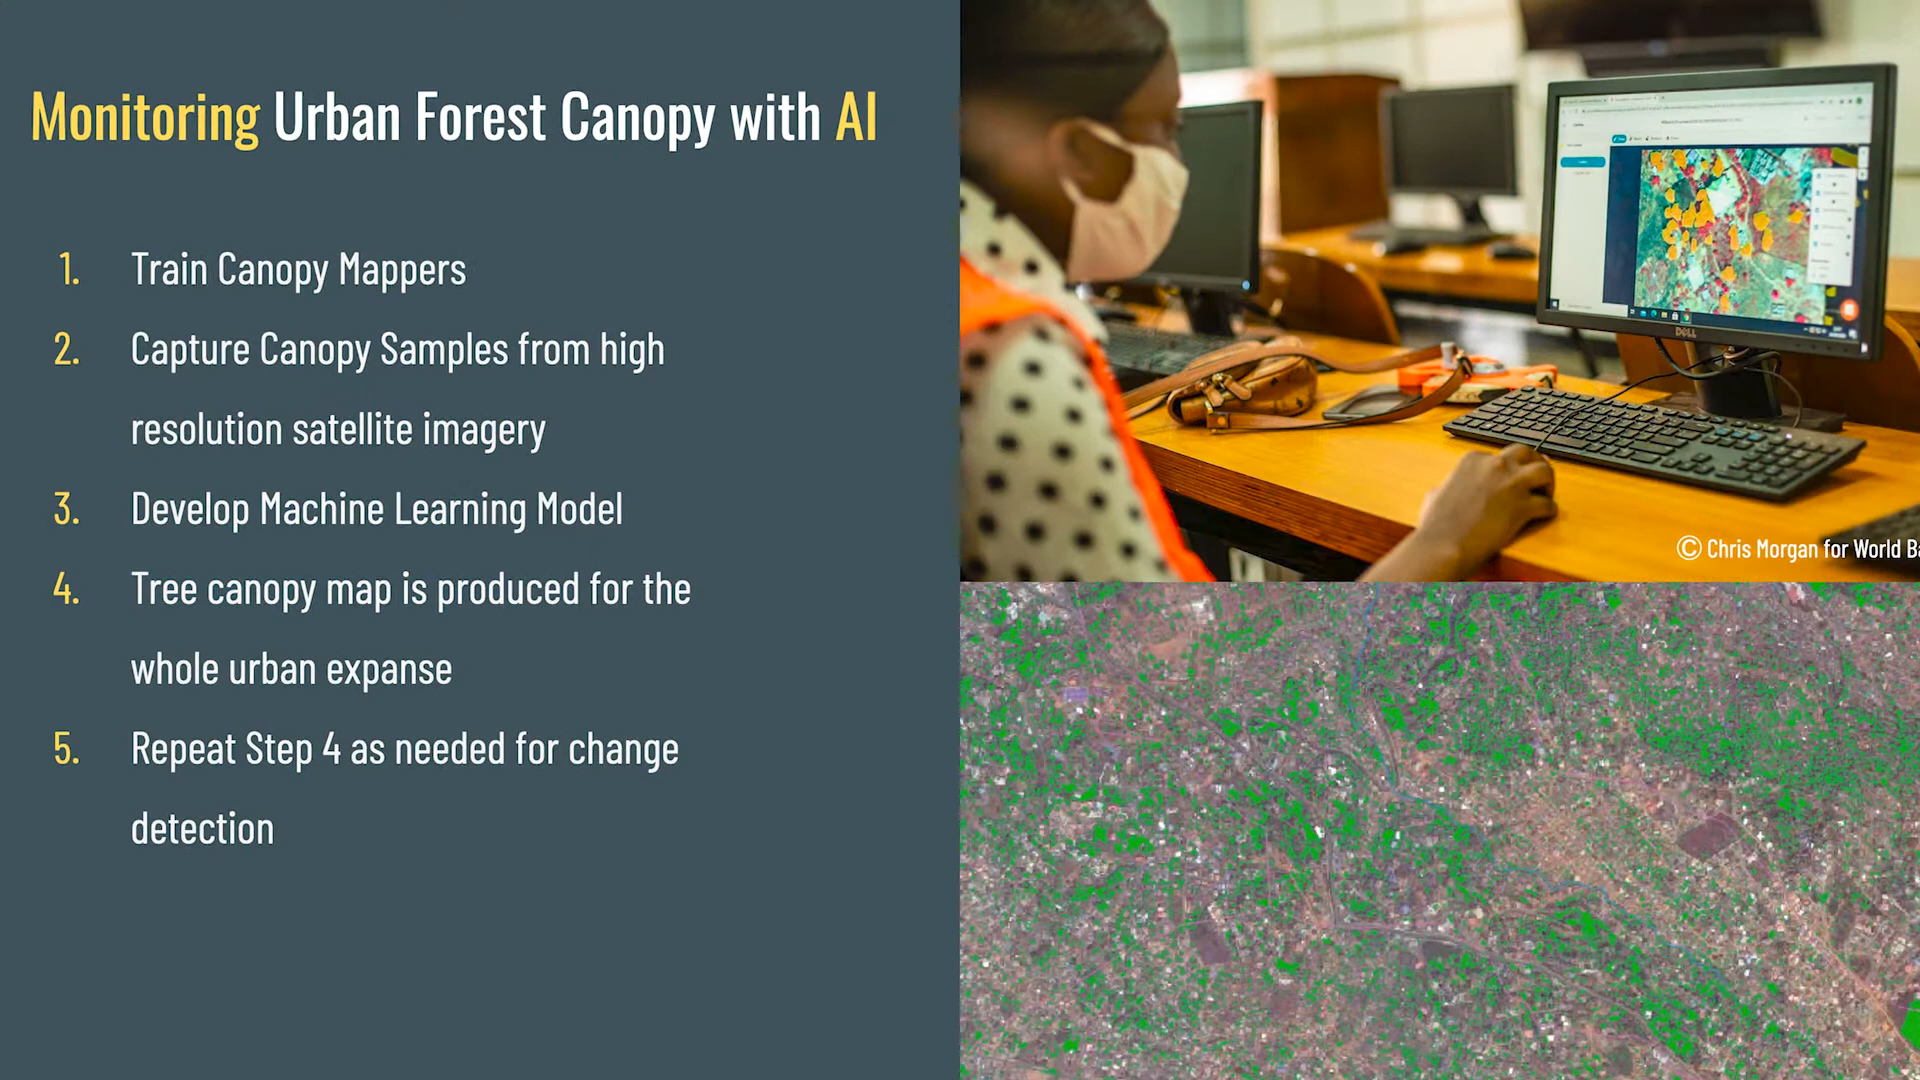 Monitoring Urban Forest Canopy with AI
1. Train Canopy Mappers
2. Capture Canopy Samples from high
resolution satellite imagery
3. Develop Machine Learning Model
4. Tree canopy map is produced for the
whole urban expanse
5. Repeat Step 4 as needed for change
detection
DELL
© Chris Morgan for World Ba